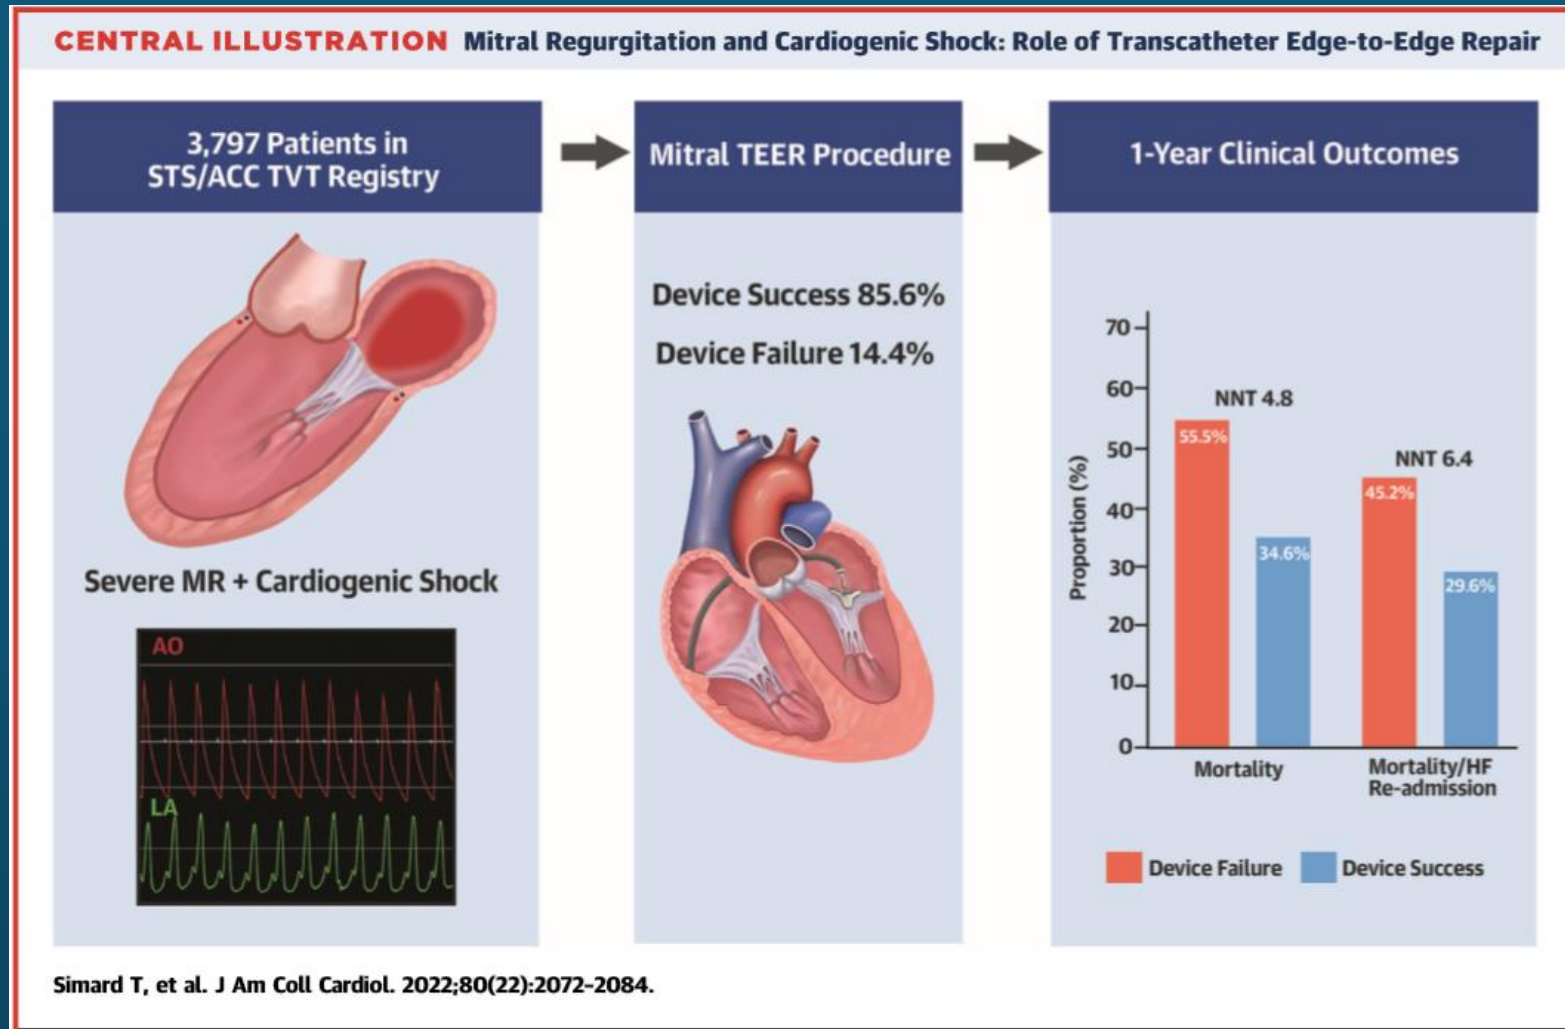 CENTRAL ILLUSTRATION Mitral Regurgitation and Cardiogenic Shock: Role of Transcatheter Edge-to-Edge Repair
3,797 Patients in
STS/ACC TVT Registry
Severe MR + Cardiogenic Shock
AO
LA
Mitral TEER Procedure
Device Success 85.6%
Device Failure 14.4%
1-Year Clinical Outcomes
Proportion (%)
70
60
50
40
30
20
10
0
NNT 4.8
55.5%
34.6%
NNT 6.4
45.2%
29.6%
Mortality
Mortality/HF
Re-admission
Device Failure
Device Success
Simard T, et al. J Am Coll Cardiol. 2022;80(22):2072–2084.